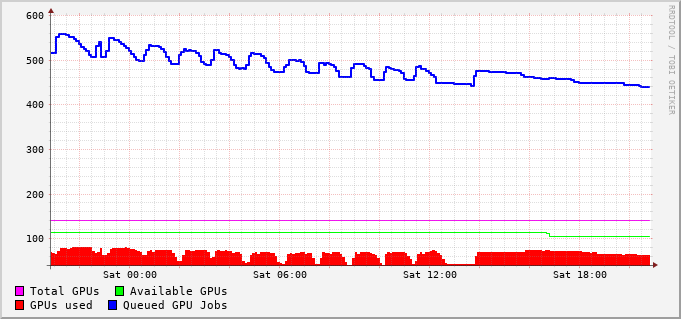 600
500
400
300
200
100
Sat 00:00 Sat 06:00 Sat 12:00 Sat 18:00
Total GPUs Available GPUs
GPUs used Queued GPU Jobs
RRDTOOL / TOBI OETIKER